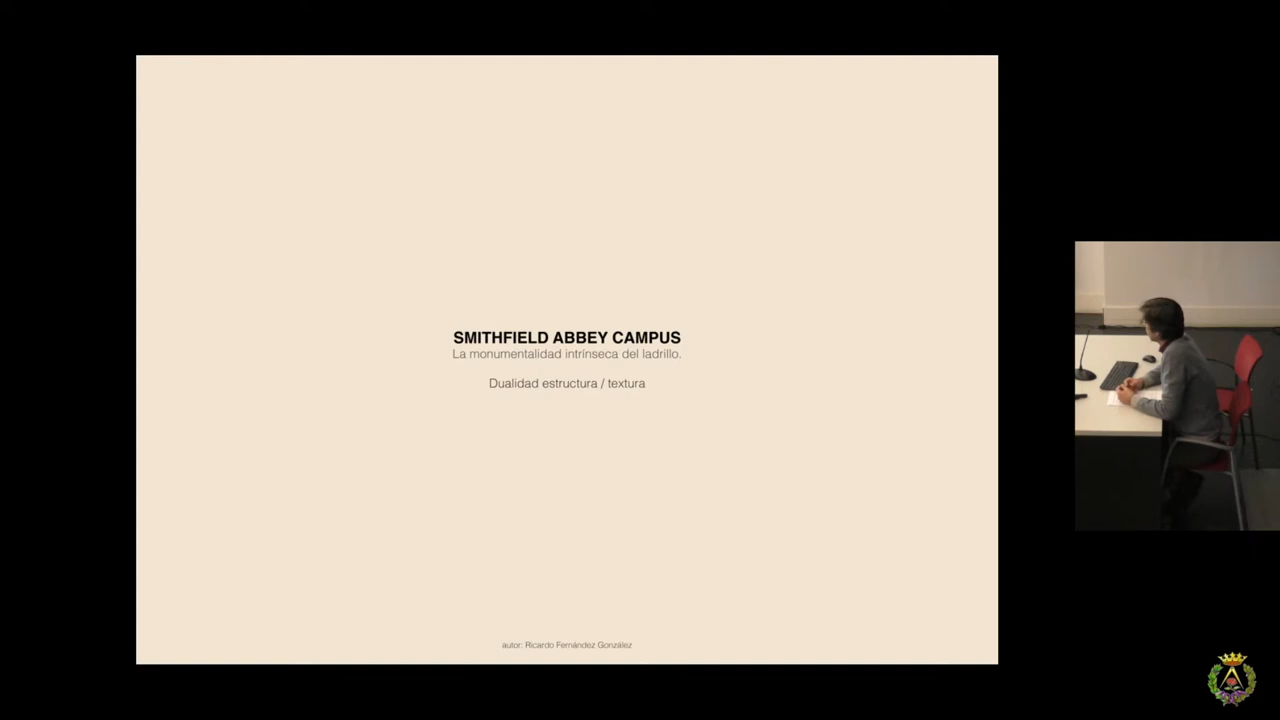 SMITHFIELD ABBEY CAMPUS
La monumentalidad intrínseca del ladrillo.
Dualidad estructura / textura
autor: Ricardo Fernández González